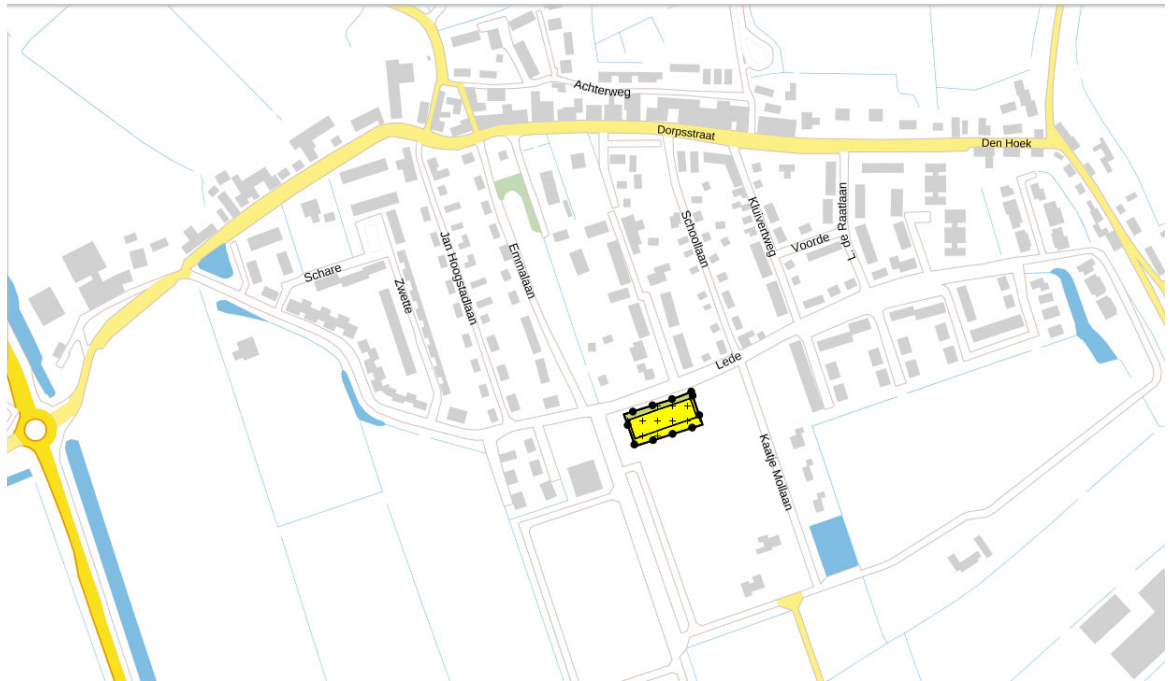 Achterweg
Dorpsstraat
Den Hoek
Kluivertweg
Schoollaan
L. de Raatlaan
Voorde
Jan Hoogstadlaan
Emmalaan
Schare
Zwette
Lede
Kaatje Mollaan